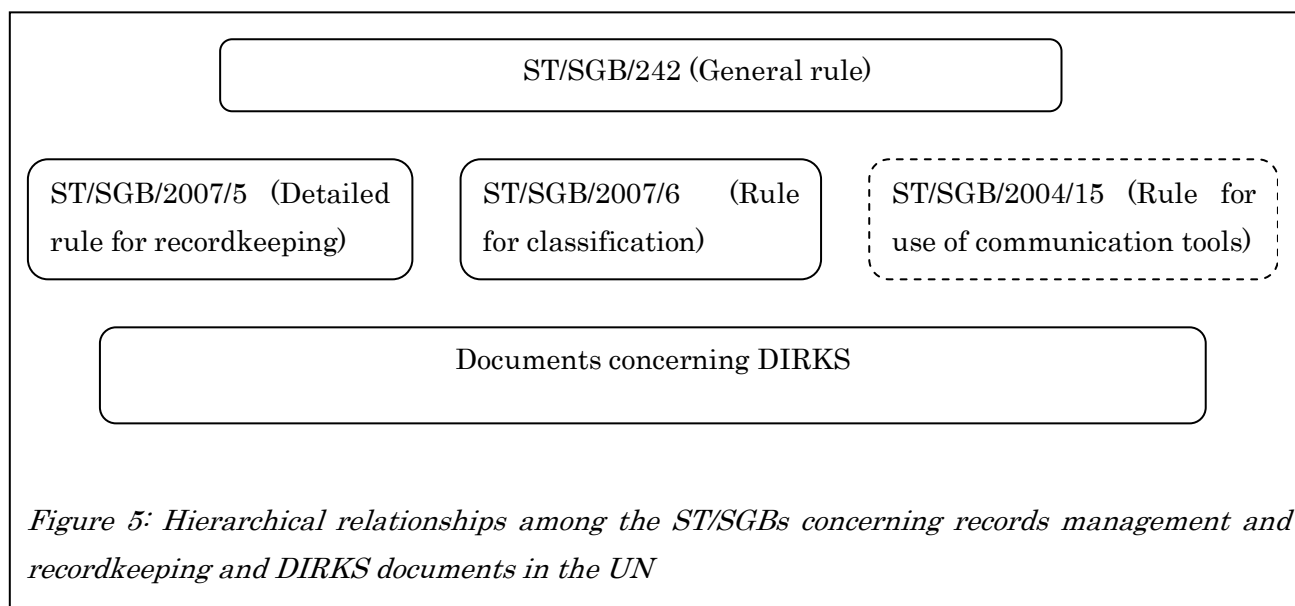 ST/SGB/242 (General rule)
ST/SGB/2007/5 (Detailed
rule for recordkeeping)
ST/SGB/2007/6 (Rule
for classification)
ST/SGB/2004/15 (Rule for
use of communication tools)
Documents concerning DIRKS
Figure 5: Hierarchical relationships among the ST/SGBs concerning records management and
recordkeeping and DIRKS documents in the UN